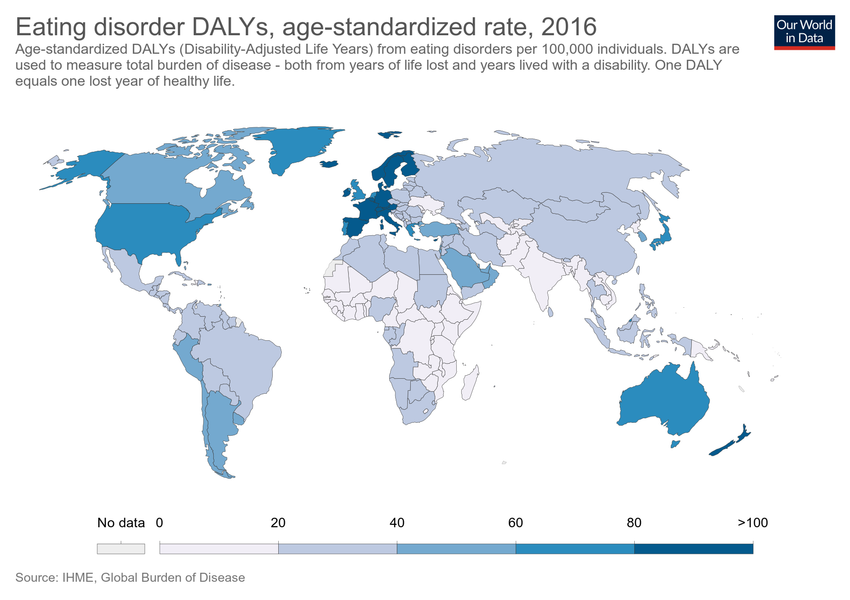 Eating disorder DALYs, age-standardized rate, 2016
Our World
in Data
Age-standardized DALYs (Disability-Adjusted Life Years) from eating disorders per 100,000 individuals. DALYs are
used to measure total burden of disease - both from years of life lost and years lived with a disability. One DALY
equals one lost year of healthy life.
No data 0 20 40 60 80 >100
Source: IHME, Global Burden of Disease